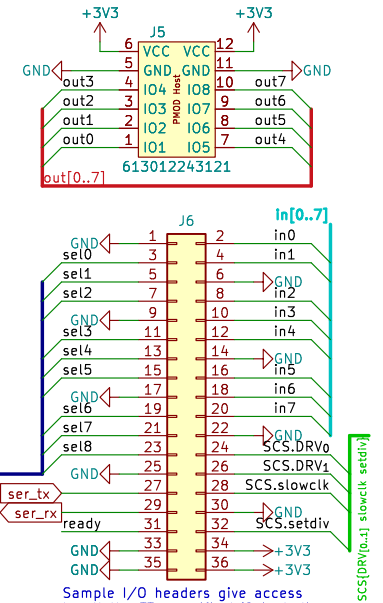 +3V3 +3V3
J5
6 VCC VCC 12
GND 5 GND GND 11 GND
out3 4 IO4 IO8 10 out7
out2 3 IO3 IO7 9 out6
out1 2 IO2 IO6 8 out5
out0 1 IO1 IO5 7 out4
PMOD Host
613012243121
out[0..7]
in[0..7]
J6
GND 1 2 in0
sel0 3 4 in1
sel1 5 6 GND
sel2 7 8 in2
GND 9 10 in3
sel3 11 12 in4
sel4 13 14 GND
sel5 15 16 in5
GND 17 18 in6
sel6 19 20 in7
sel7 21 22 GND
sel8 23 24 SCS.DRV0
GND 25 26 SCS.DRV1
ser_tx 27 28 SCS.slowclk
ser_rx 29 30 GND
ready 31 32 SCS.setdiv
GND 33 34 +3V3
GND 35 36 +3V3
SCS{DRV[0..1] slowclk setdiv}
Sample I/O headers give access